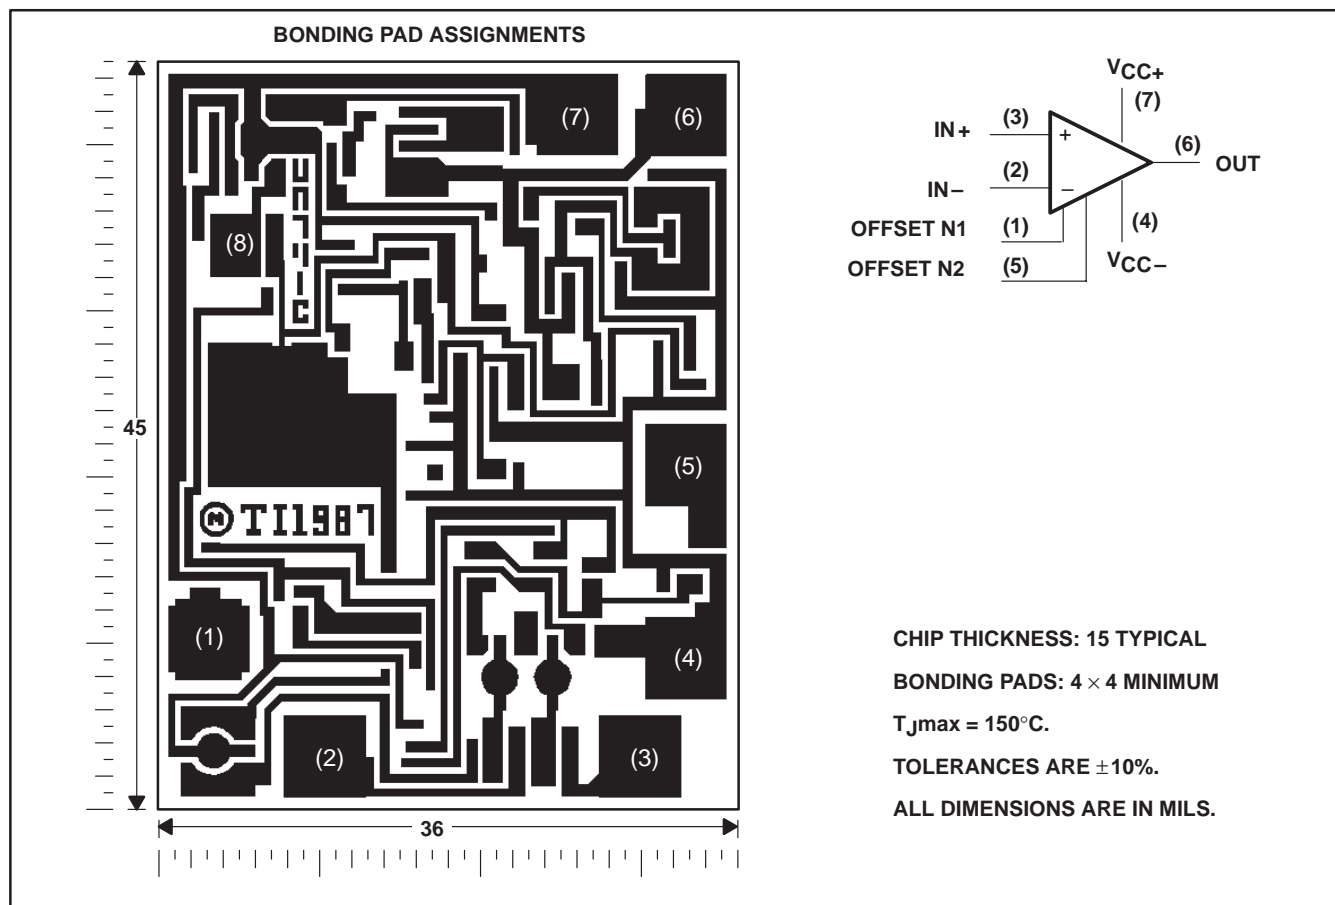 BONDING PAD ASSIGNMENTS
(7)
(6)
(8)
45
(5)
Ⓜ TI1987
(1)
(4)
(2)
(3)
36
VCC+
(7)
(3)
IN+
+
(6)
OUT
(2)
IN−
−
OFFSET N1
(1)
(4)
OFFSET N2
(5)
VCC−
CHIP THICKNESS: 15 TYPICAL
BONDING PADS: 4 × 4 MINIMUM
TJmax = 150°C.
TOLERANCES ARE ±10%.
ALL DIMENSIONS ARE IN MILS.